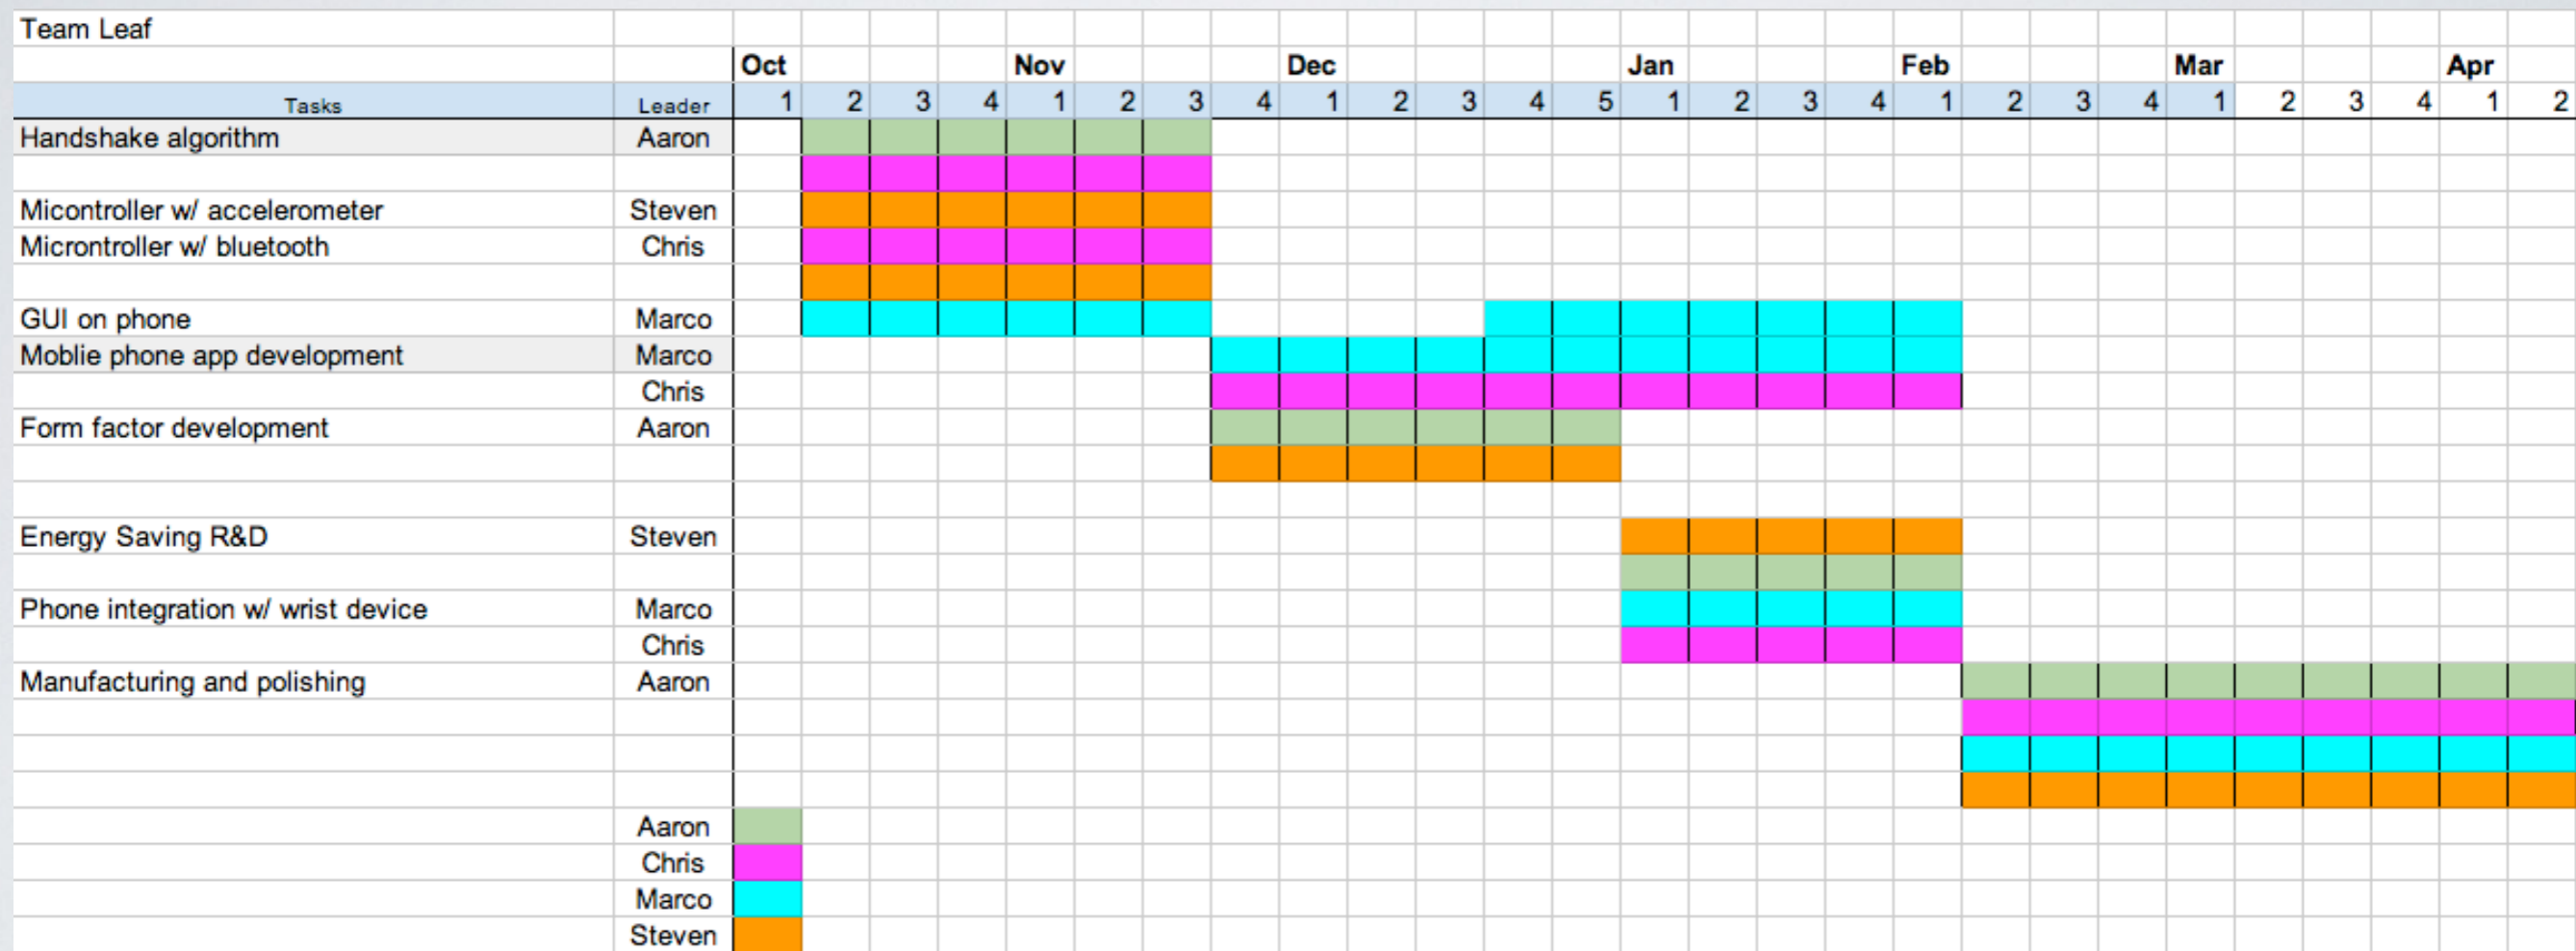 Team Leaf
Oct Nov Dec Jan Feb Mar Apr
Tasks Leader 1 2 3 4 1 2 3 4 1 2 3 4 5 1 2 3 4 1 2 3 4 1 2 3 4 1 2
Handshake algorithm Aaron
Micontroller w/ accelerometer Steven
Microntroller w/ bluetooth Chris
GUI on phone Marco
Moblie phone app development Marco
Chris
Form factor development Aaron
Energy Saving R&D Steven
Phone integration w/ wrist device Marco
Chris
Manufacturing and polishing Aaron
Aaron
Chris
Marco
Steven